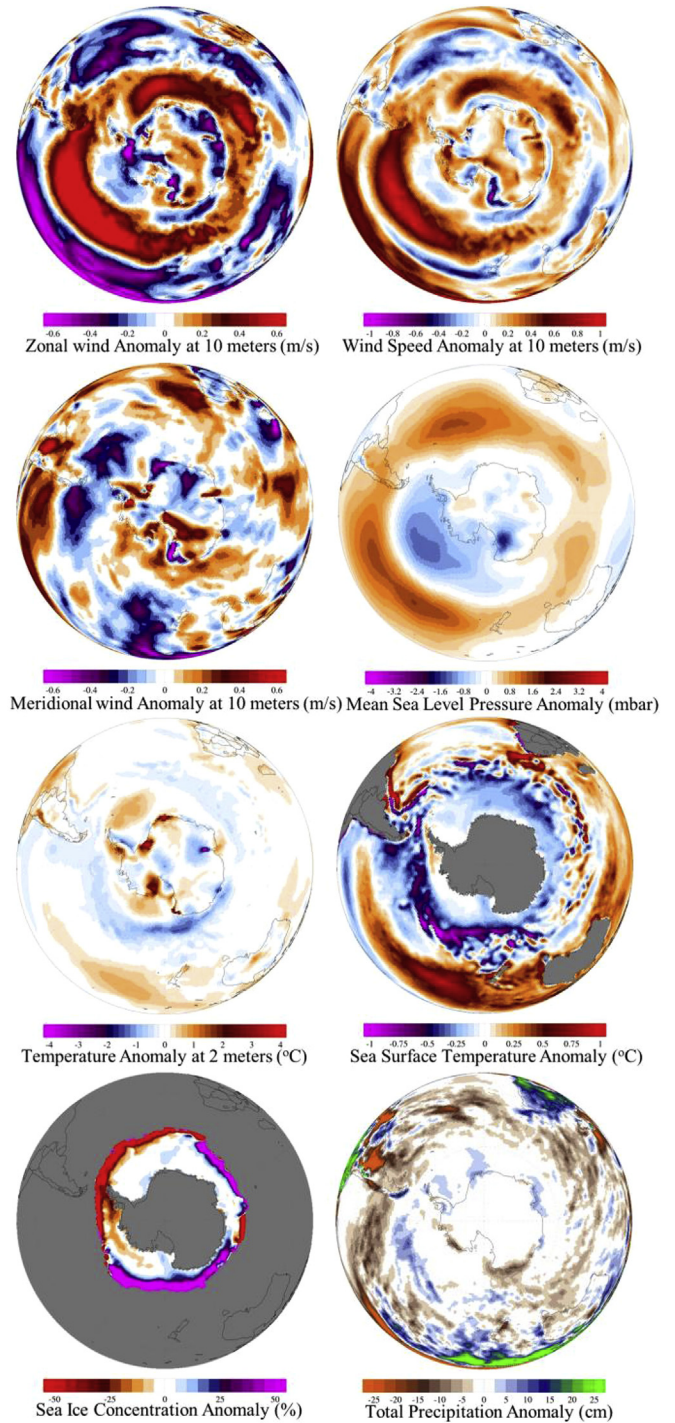 -0.6 -0.4 -0.2 0 0.2 0.4 0.6
Zonal wind Anomaly at 10 meters (m/s)
-1 -0.8 -0.6 -0.4 -0.2 0 0.2 0.4 0.6 0.8 1
Wind Speed Anomaly at 10 meters (m/s)
-0.6 -0.4 -0.2 0 0.2 0.4 0.6
Meridional wind Anomaly at 10 meters (m/s)
-4 -3.2 -2.4 -1.6 -0.8 0 0.8 1.6 2.4 3.2 4
Mean Sea Level Pressure Anomaly (mbar)
-4 -3 -2 -1 0 1 2 3 4
Temperature Anomaly at 2 meters (°C)
-1 -0.75 -0.5 -0.25 0 0.25 0.5 0.75 1
Sea Surface Temperature Anomaly (°C)
-50 -25 0 25 50
Sea Ice Concentration Anomaly (%)
-25 -20 -15 -10 -5 0 5 10 15 20 25
Total Precipitation Anomaly (cm)